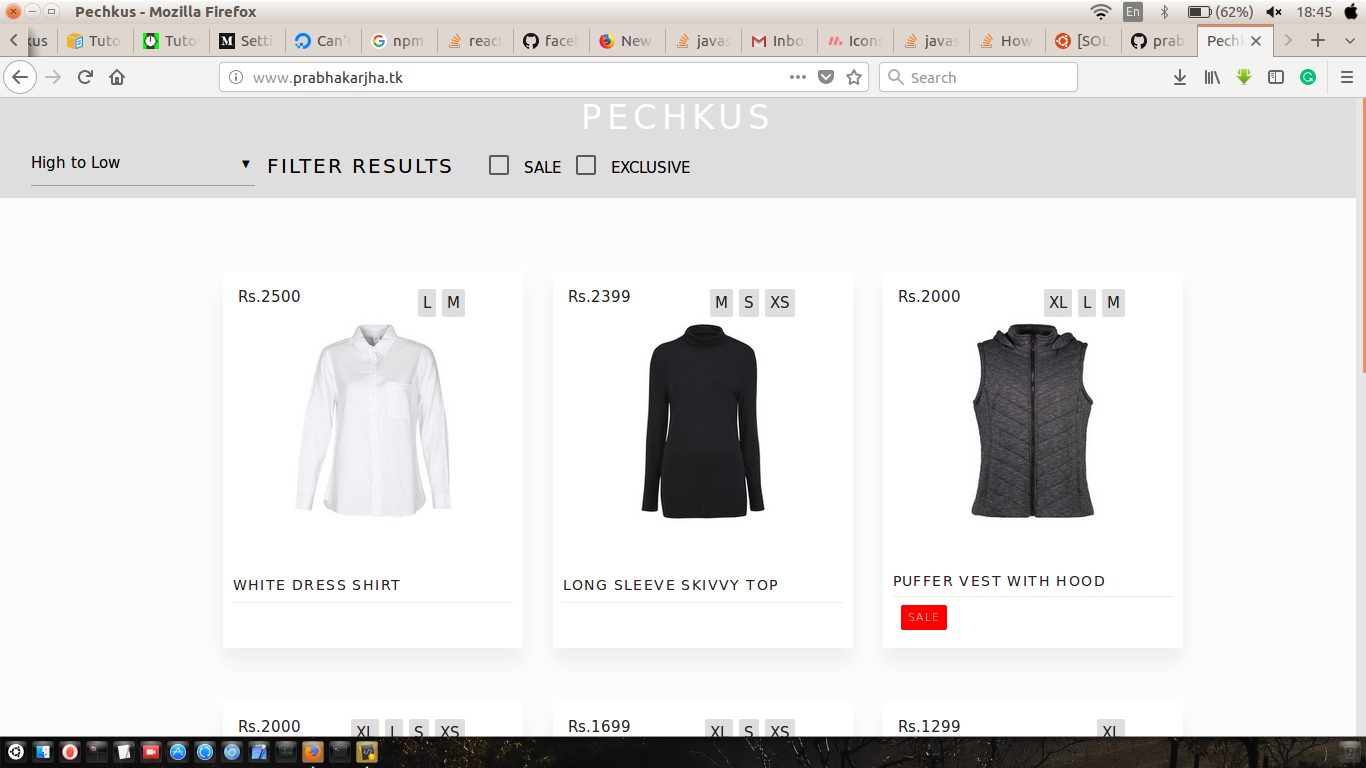 Pechkus - Mozilla Firefox
En
(62%)
18:45
kus
Tuto
Tuto
Setti
Can't
npm
react
faceb
New
javas
Inbo
Icons
javas
How
[SOL
prab
Pechk
www.prabhakarjha.tk
Search
PECHKUS
High to Low
FILTER RESULTS
SALE
EXCLUSIVE
Rs.2500
L M
Rs.2399
M S XS
Rs.2000
XL L M
WHITE DRESS SHIRT
LONG SLEEVE SKIVVY TOP
PUFFER VEST WITH HOOD
SALE
Rs.2000
XL L S XS
Rs.1699
XL S XS
Rs.1299
XL